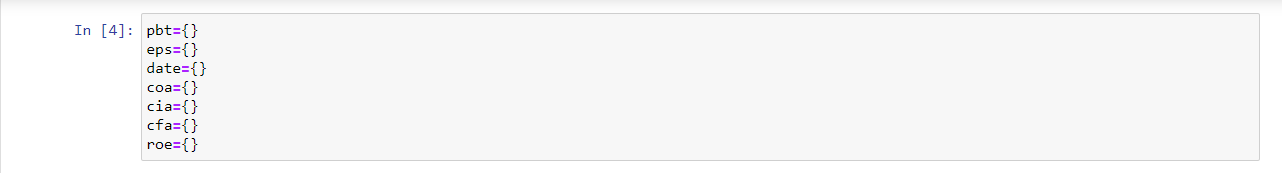 In [4]: pbt={}
eps={}
date={}
coa={}
cia={}
cfa={}
roe={}